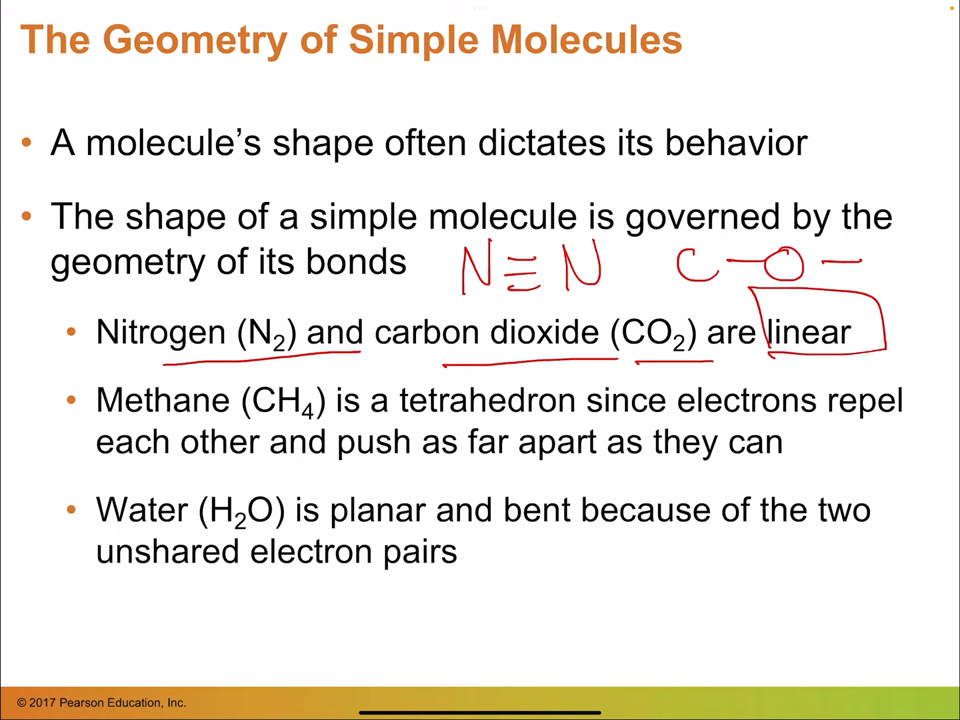 The Geometry of Simple Molecules
• A molecule's shape often dictates its behavior
• The shape of a simple molecule is governed by the
geometry of its bonds N≡N C–O–
• Nitrogen (N₂) and carbon dioxide (CO₂) are linear
• Methane (CH₄) is a tetrahedron since electrons repel
each other and push as far apart as they can
• Water (H₂O) is planar and bent because of the two
unshared electron pairs
© 2017 Pearson Education, Inc.